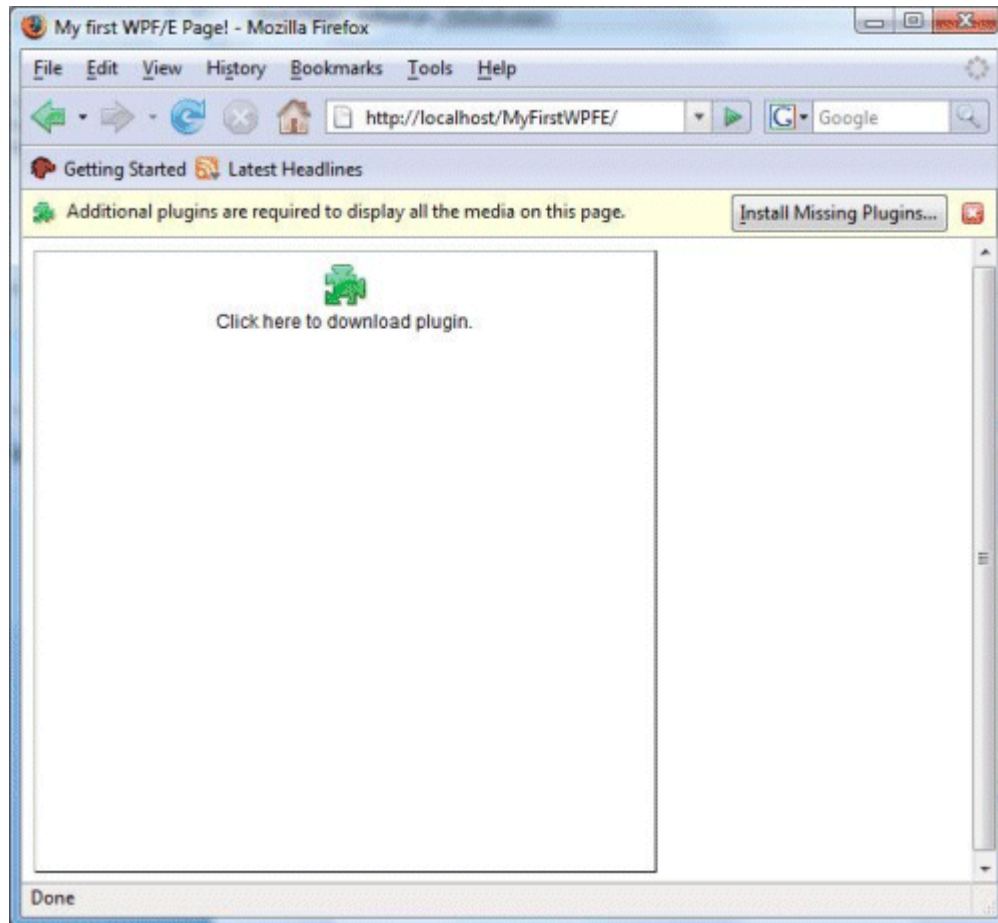 My first WPF/E Page! - Mozilla Firefox
File Edit View History Bookmarks Tools Help
http://localhost/MyFirstWPFE/ G Google
Getting Started Latest Headlines
Additional plugins are required to display all the media on this page. Install Missing Plugins...
Click here to download plugin.
Done